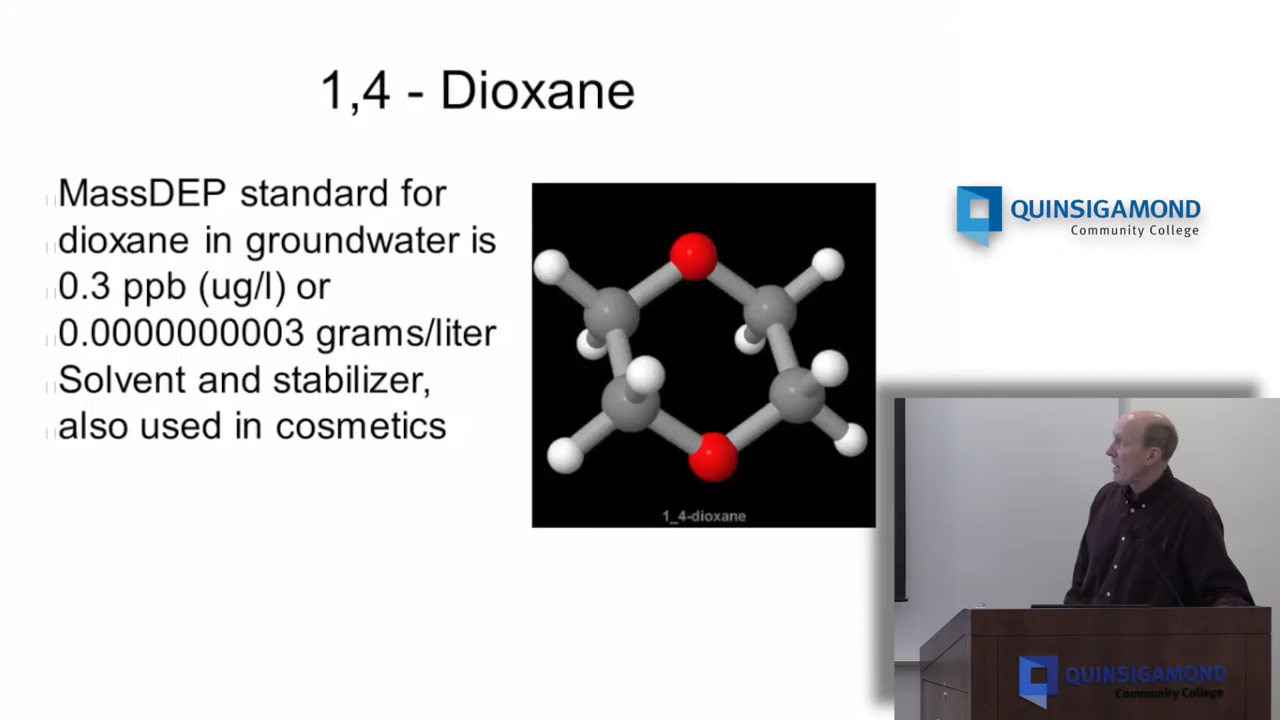 1,4 - Dioxane
MassDEP standard for
dioxane in groundwater is
0.3 ppb (ug/l) or
0.0000000003 grams/liter
Solvent and stabilizer,
also used in cosmetics
1_4-dioxane
QUINSIGAMOND
Community College
QUINSIGAMOND
Community College